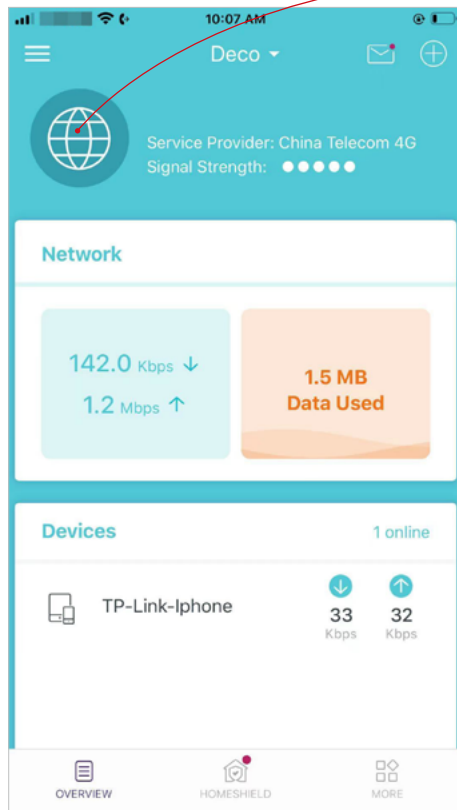 10:07 AM
Deco
Service Provider: China Telecom 4G
Signal Strength:
Network
142.0 Kbps ↓
1.2 Mbps ↑
1.5 MB
Data Used
Devices
1 online
TP-Link-Iphone
33
Kbps
32
Kbps
OVERVIEW
HOMESHIELD
MORE